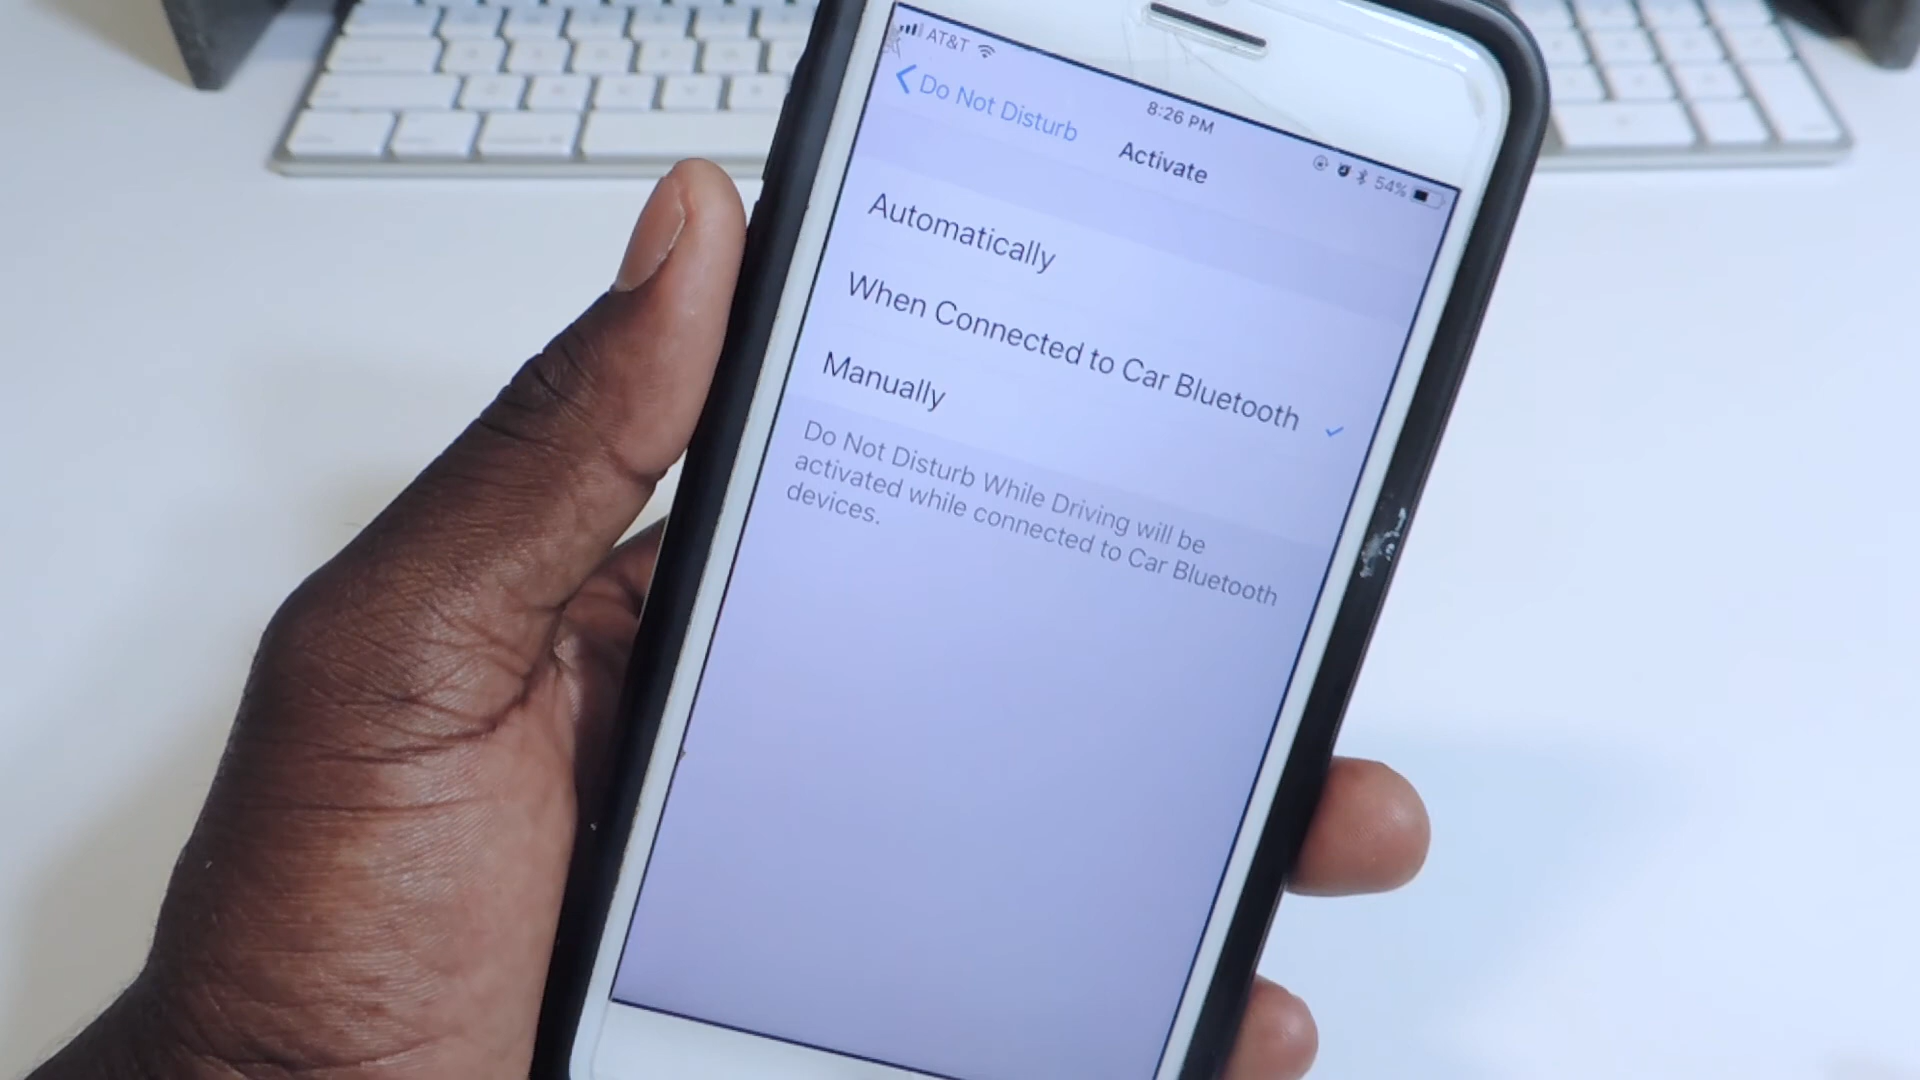 AT&T
8:26 PM
54%
Do Not Disturb
Activate
Automatically
When Connected to Car Bluetooth
Manually
Do Not Disturb While Driving will be
activated while connected to Car Bluetooth
devices.